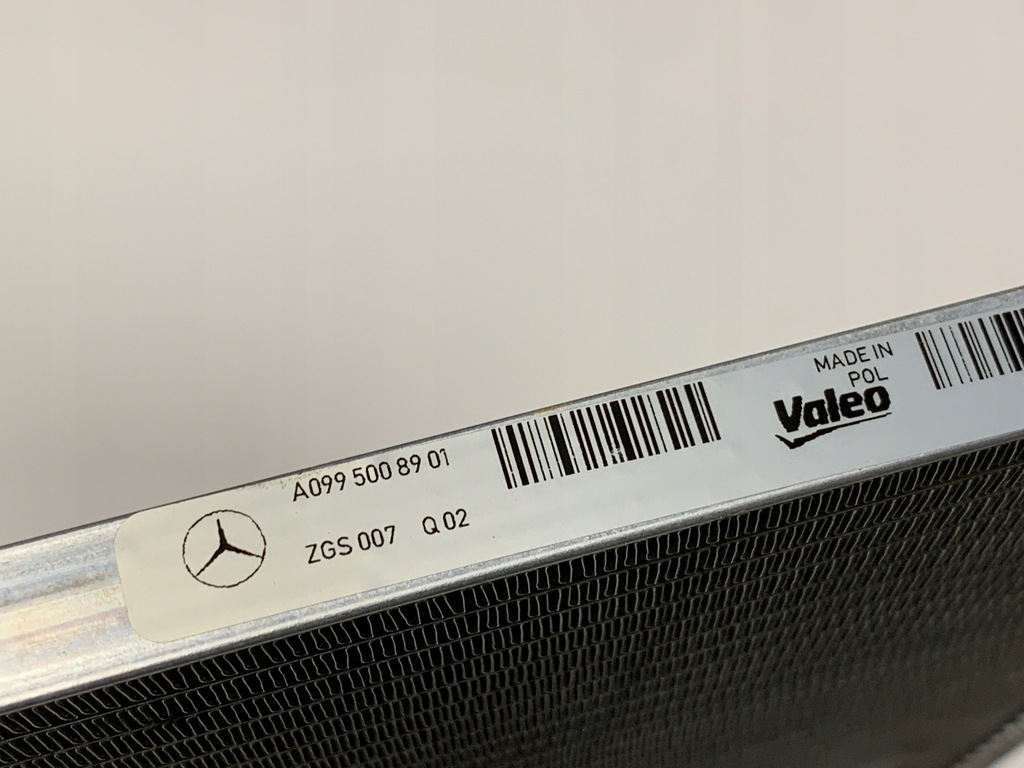 A099 500 89 01
ZGS 007 Q 02
MADE IN
POL
Valeo